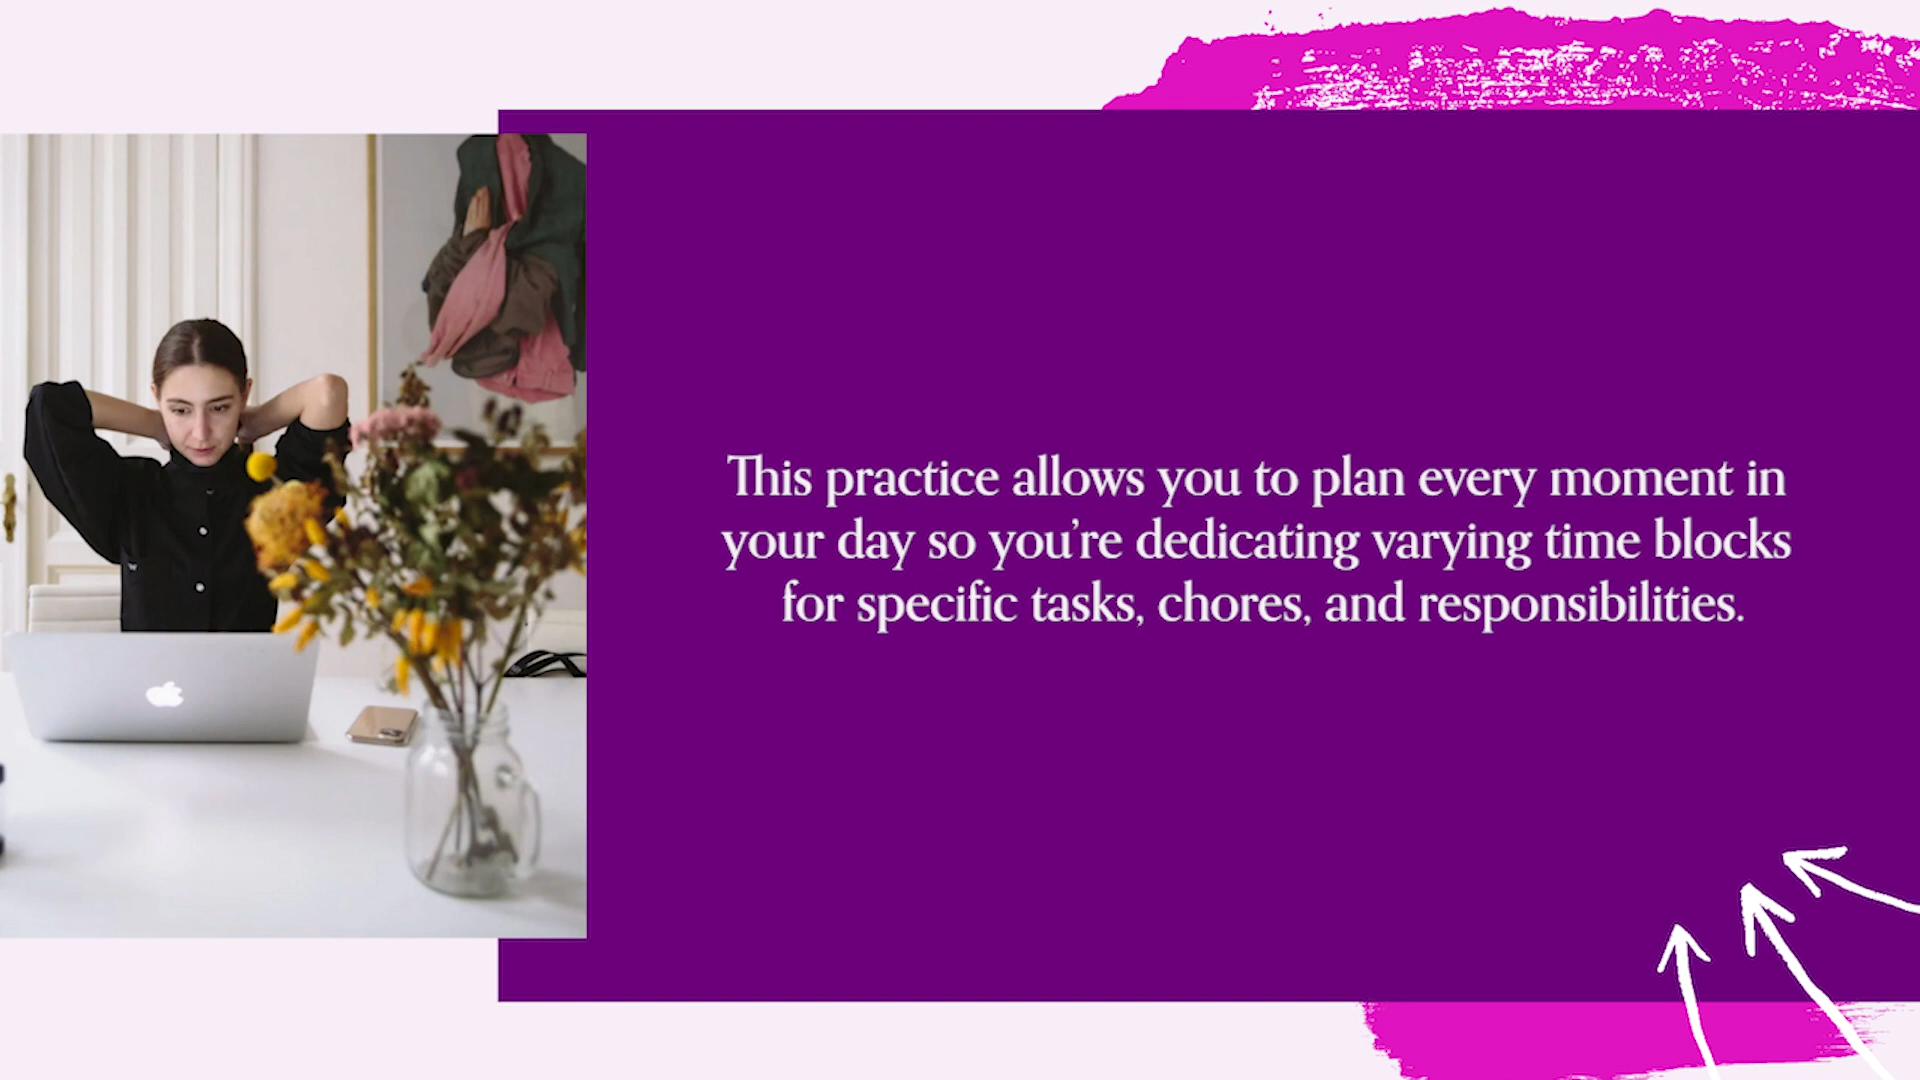 This practice allows you to plan every moment in
your day so you're dedicating varying time blocks
for specific tasks, chores, and responsibilities.